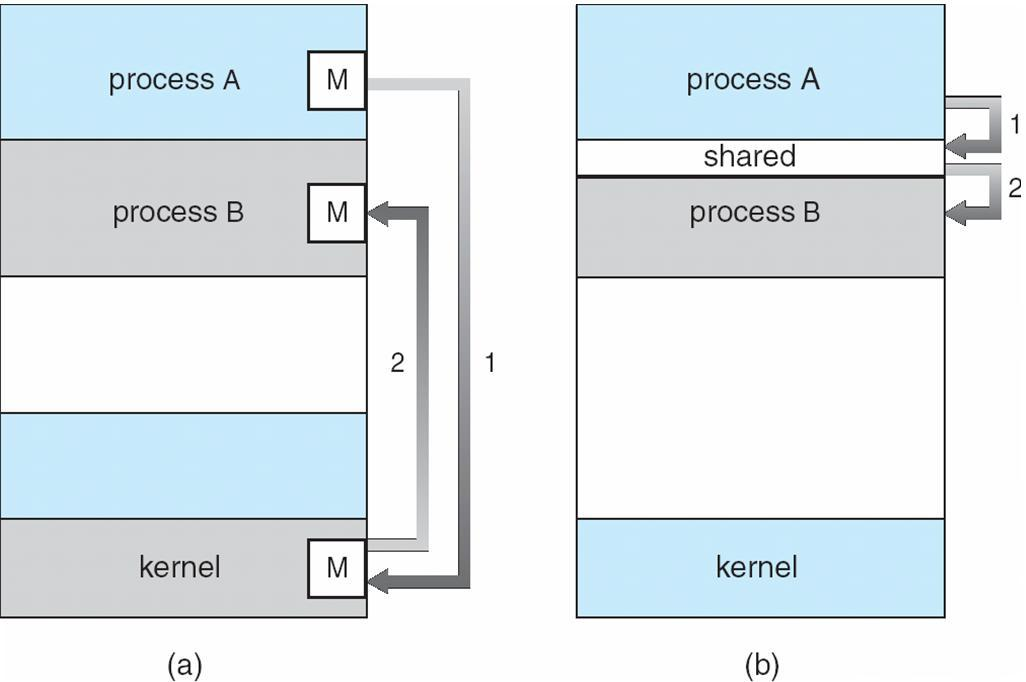 process A M
process B M
2 1
kernel M
(a)
process A
1
shared
2
process B
kernel
(b)